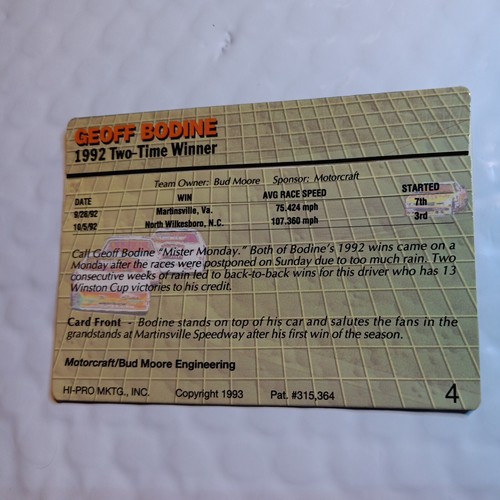 GEOFF BODINE
1992 Two-Time Winner
Team Owner: Bud Moore Sponsor: Motorcraft
DATE WIN AVG RACE SPEED STARTED
9/28/92 Martinsville, Va. 75.424 mph 7th
10/5/92 North Wilkesboro, N.C. 107.360 mph 3rd
Call Geoff Bodine "Mister Monday." Both of Bodine's 1992 wins came on a
Monday after the races were postponed on Sunday due to too much rain. Two
consecutive weeks of rain led to back-to-back wins for this driver who has 13
Winston Cup victories to his credit.
Card Front - Bodine stands on top of his car and salutes the fans in the
grandstands at Martinsville Speedway after his first win of the season.
Motorcraft/Bud Moore Engineering
HI-PRO MKTG., INC. Copyright 1993 Pat. #315,364 4